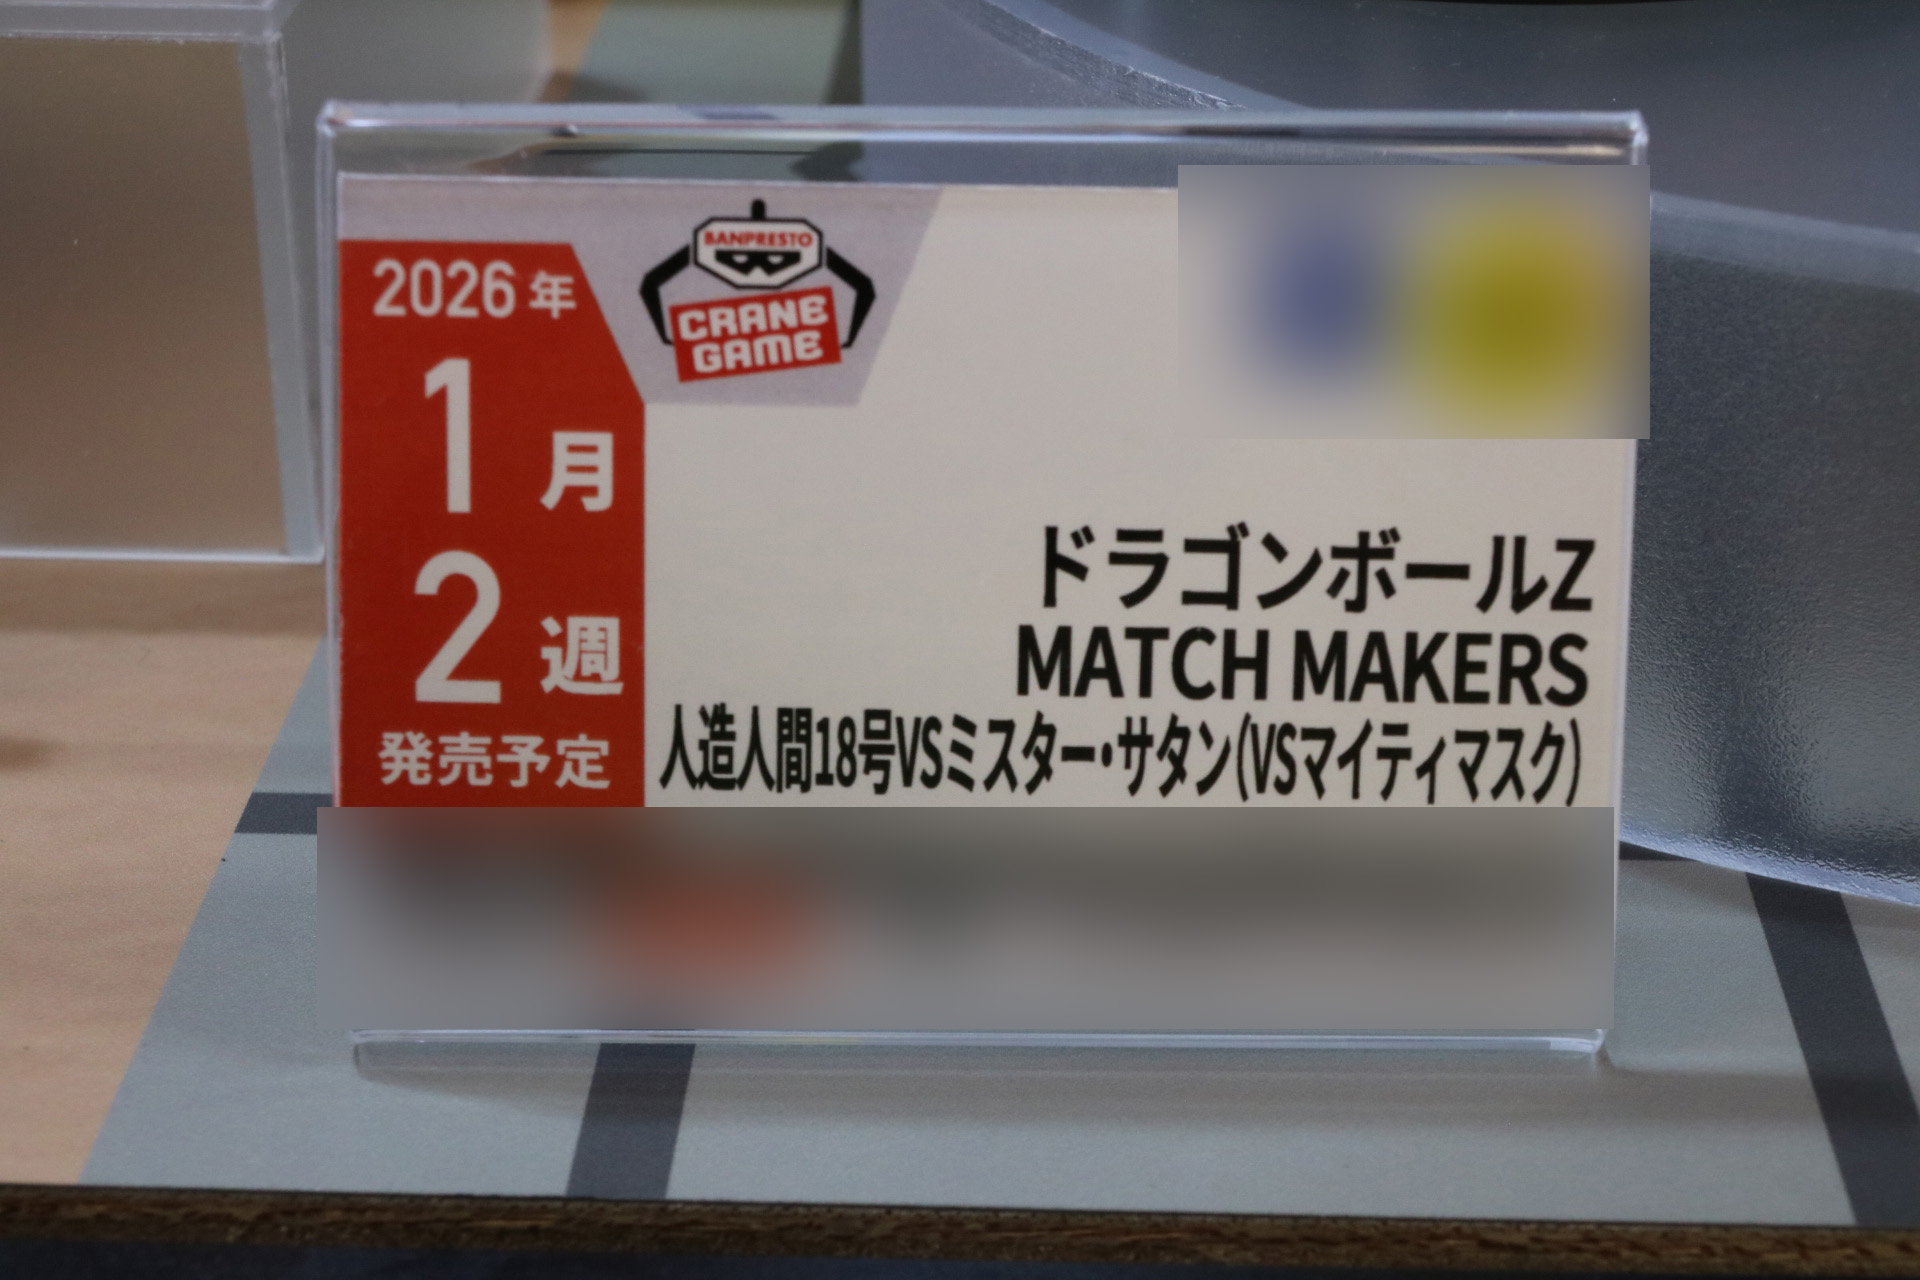 2026年
1月
2週
発売予定
BANPRESTO
CRANE
GAME
ドラゴンボールZ
MATCH MAKERS
人造人間18号VSミスター・サタン(VSマイティマスク)